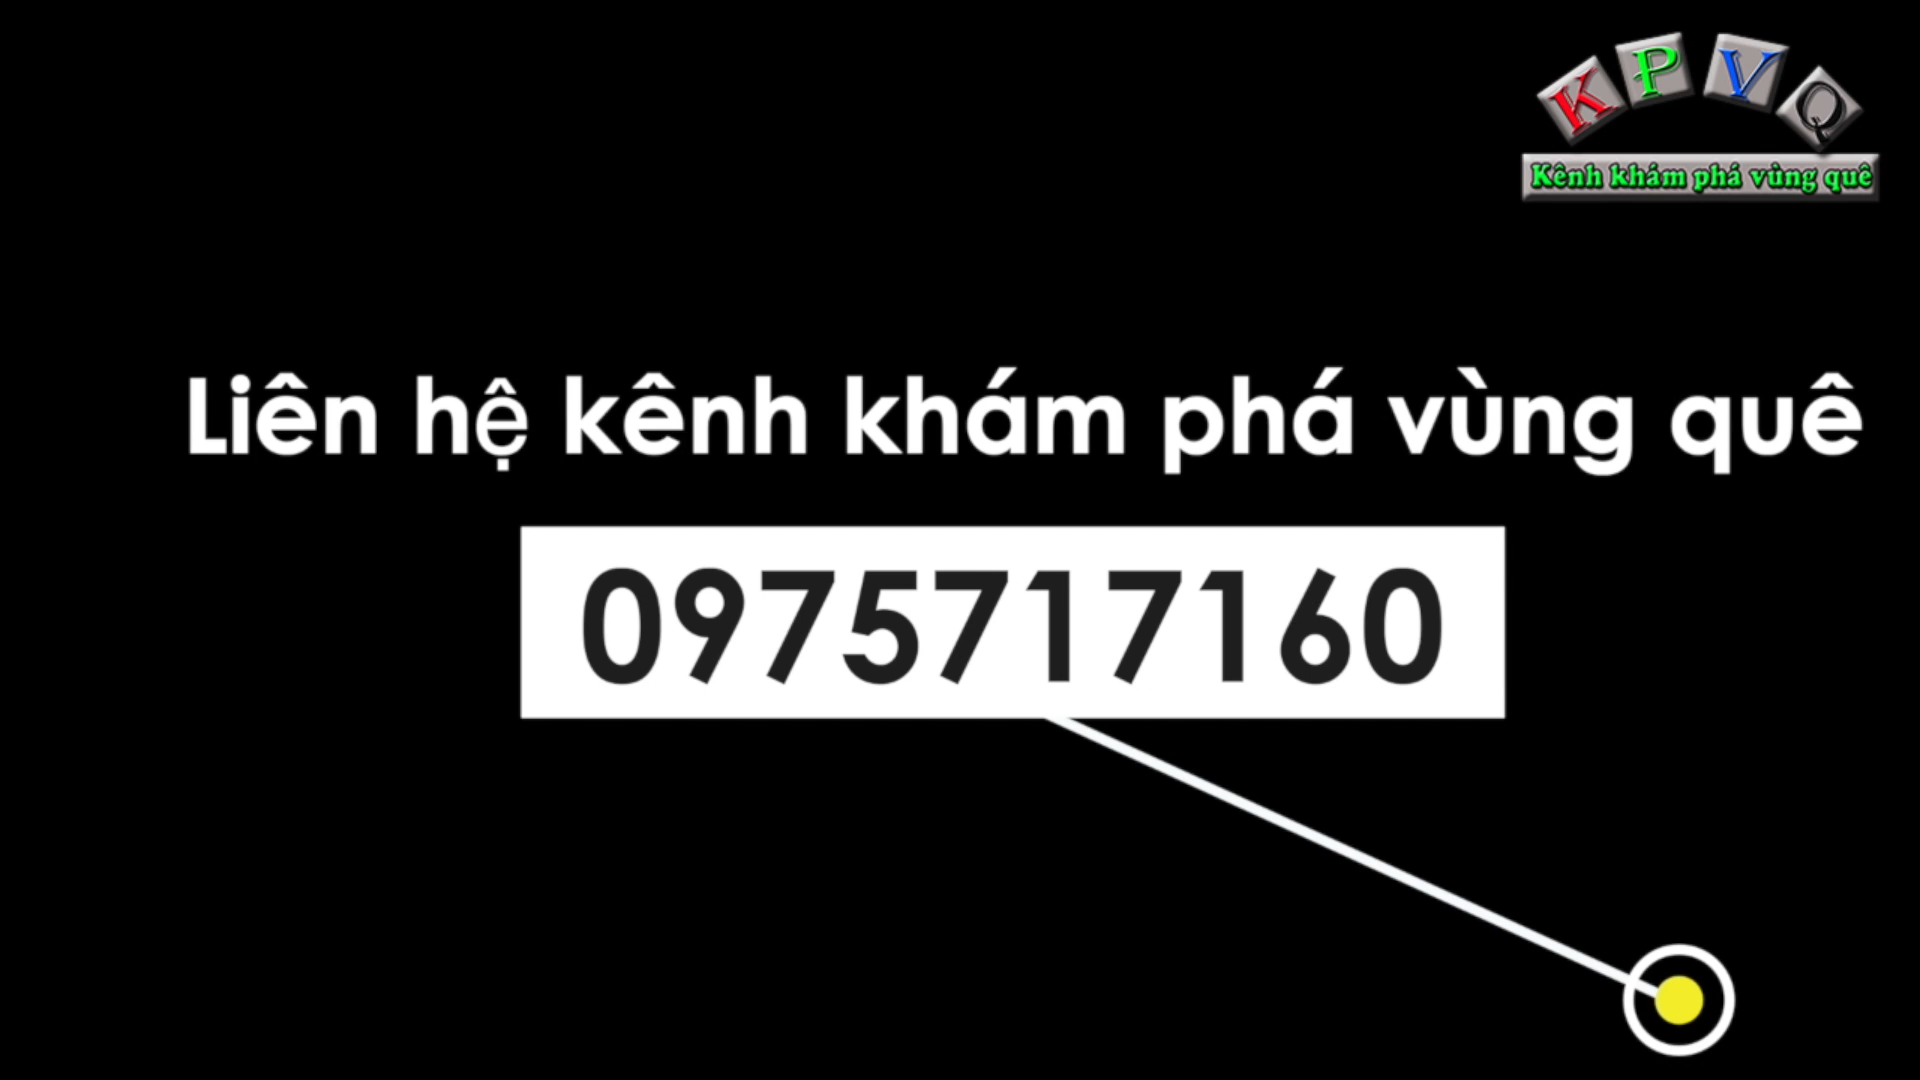 KPVQ
Kênh khám phá vùng quê
Liên hệ kênh khám phá vùng quê
0975717160